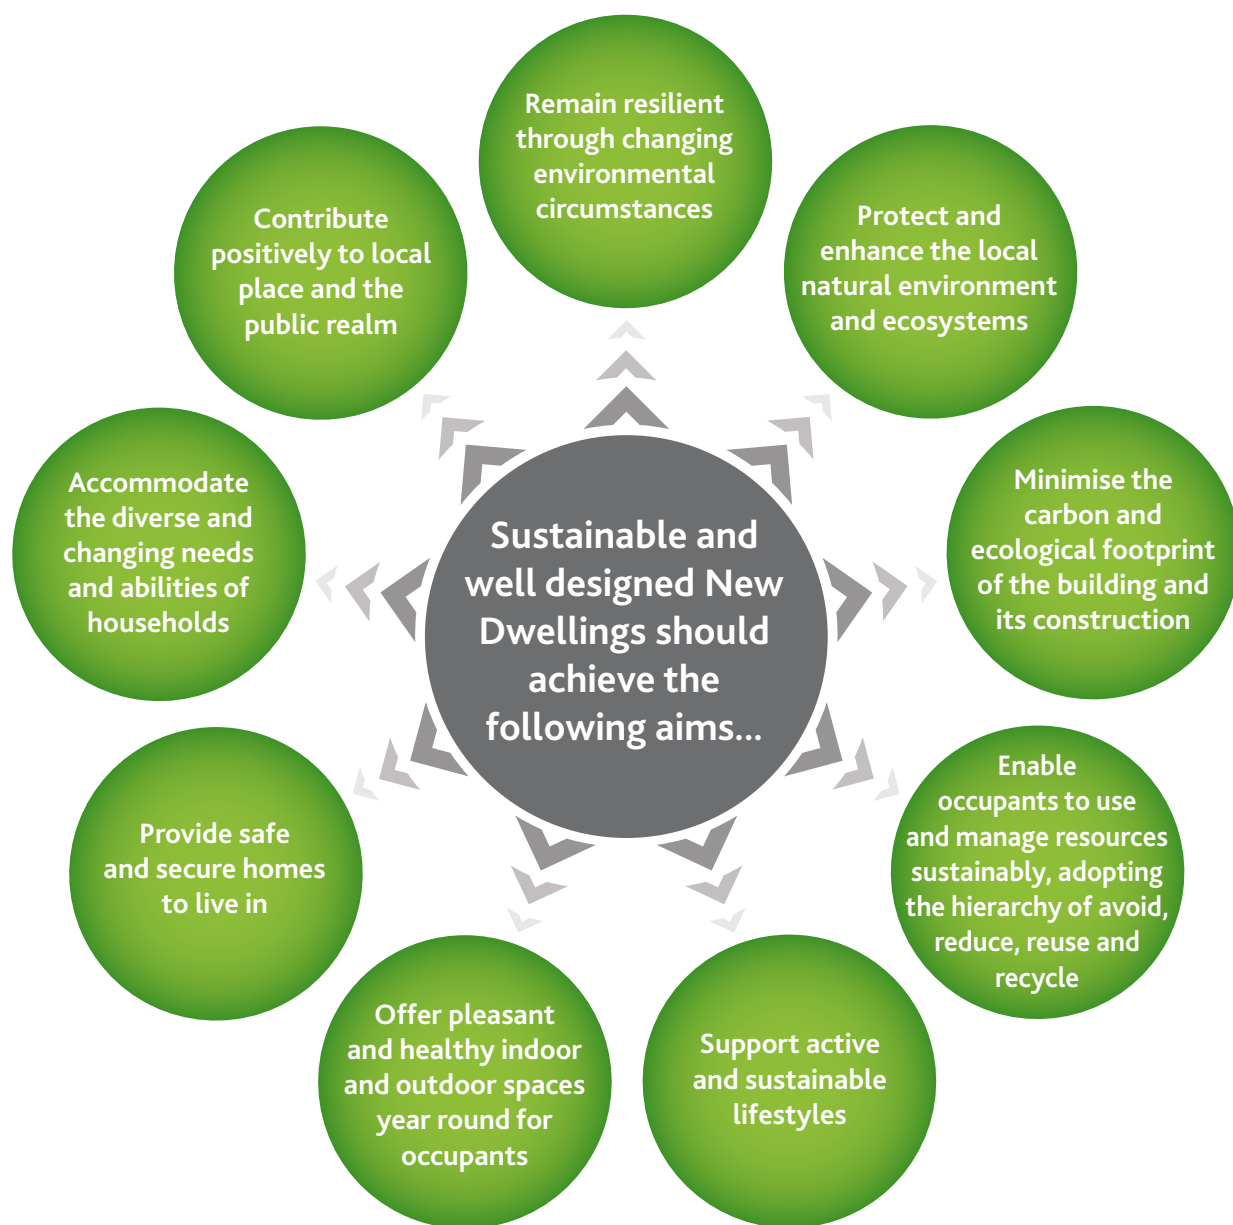 Remain resilient
through changing
environmental
circumstances
Protect and
enhance the local
natural environment
and ecosystems
Minimise the
carbon and
ecological footprint
of the building and
its construction
Enable
occupants to use
and manage resources
sustainably, adopting
the hierarchy of avoid,
reduce, reuse and
recycle
Support active
and sustainable
lifestyles
Offer pleasant
and healthy indoor
and outdoor spaces
year round for
occupants
Provide safe
and secure homes
to live in
Accommodate
the diverse and
changing needs
and abilities of
households
Contribute
positively to local
place and the
public realm
Sustainable and
well designed New
Dwellings should
achieve the
following aims...